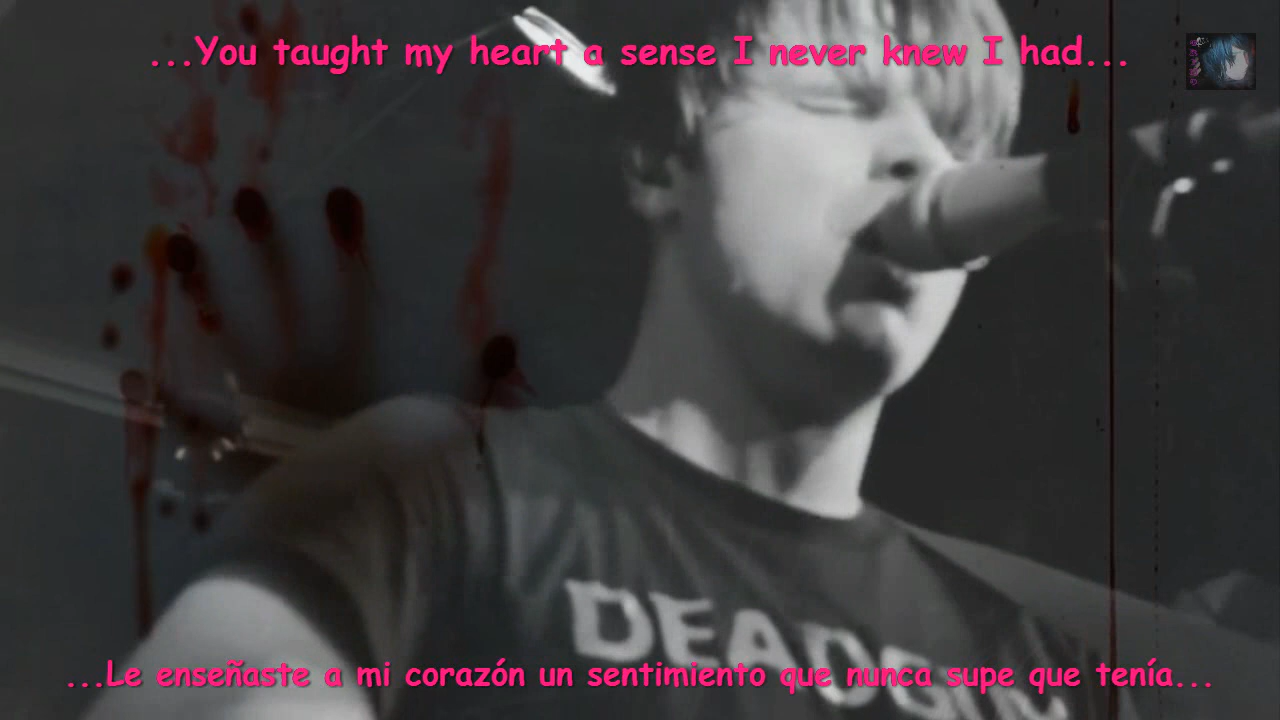 ...You taught my heart a sense I never knew I had...
...Le enseñaste a mi corazón un sentimiento que nunca supe que tenía...